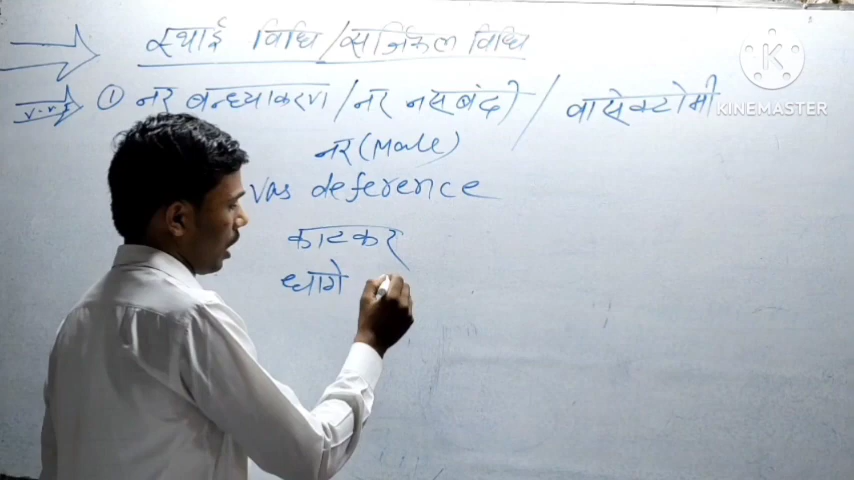 स्थाई विधि / सर्जिकल विधि
v.v.I ① नर बन्ध्याकरण / नर नसबंदी / वासेक्टोमी
K
KINEMASTER
नर (Male)
Vas deference
काटकर
धागे